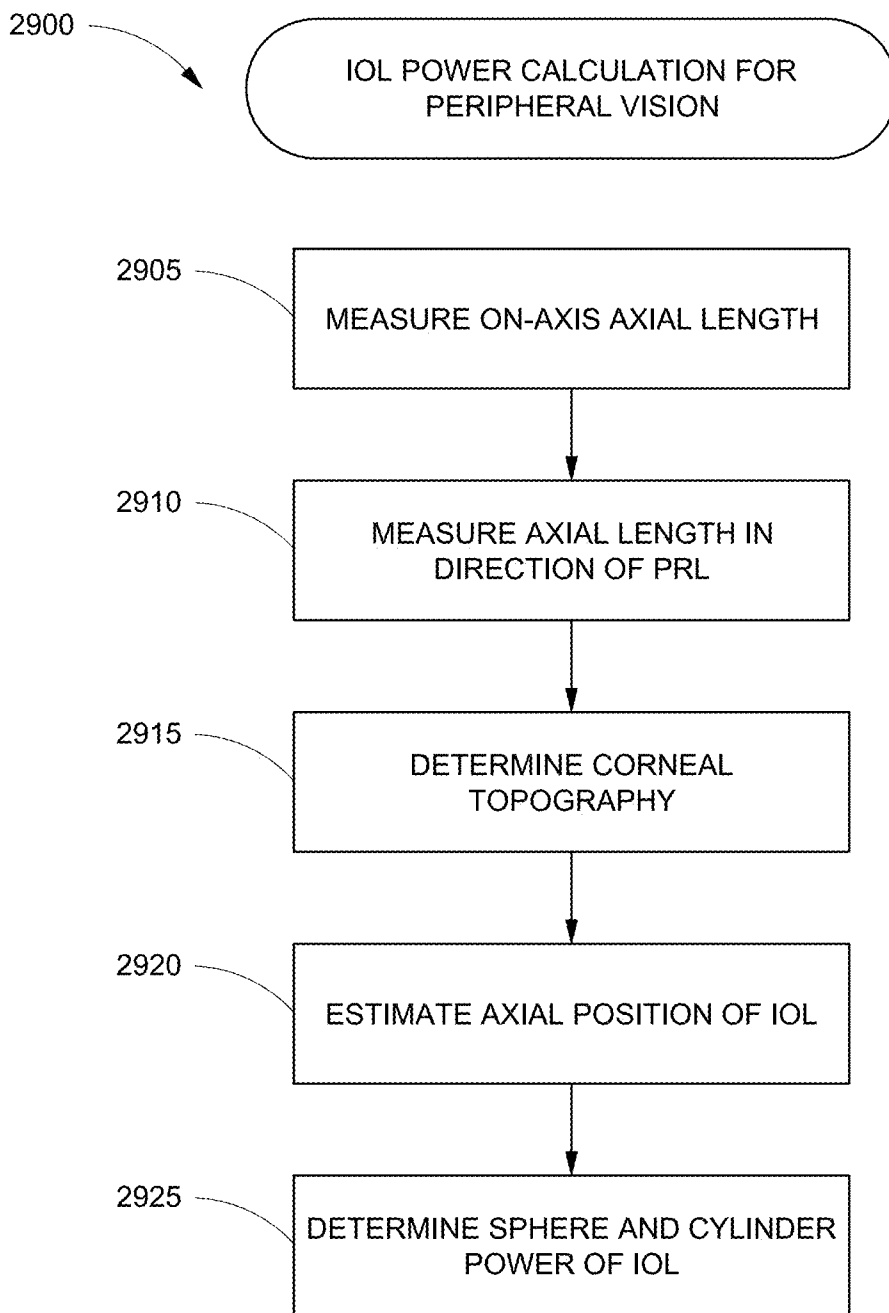 2900
IOL POWER CALCULATION FOR
PERIPHERAL VISION
2905
MEASURE ON-AXIS AXIAL LENGTH
2910
MEASURE AXIAL LENGTH IN
DIRECTION OF PRL
2915
DETERMINE CORNEAL
TOPOGRAPHY
2920
ESTIMATE AXIAL POSITION OF IOL
2925
DETERMINE SPHERE AND CYLINDER
POWER OF IOL